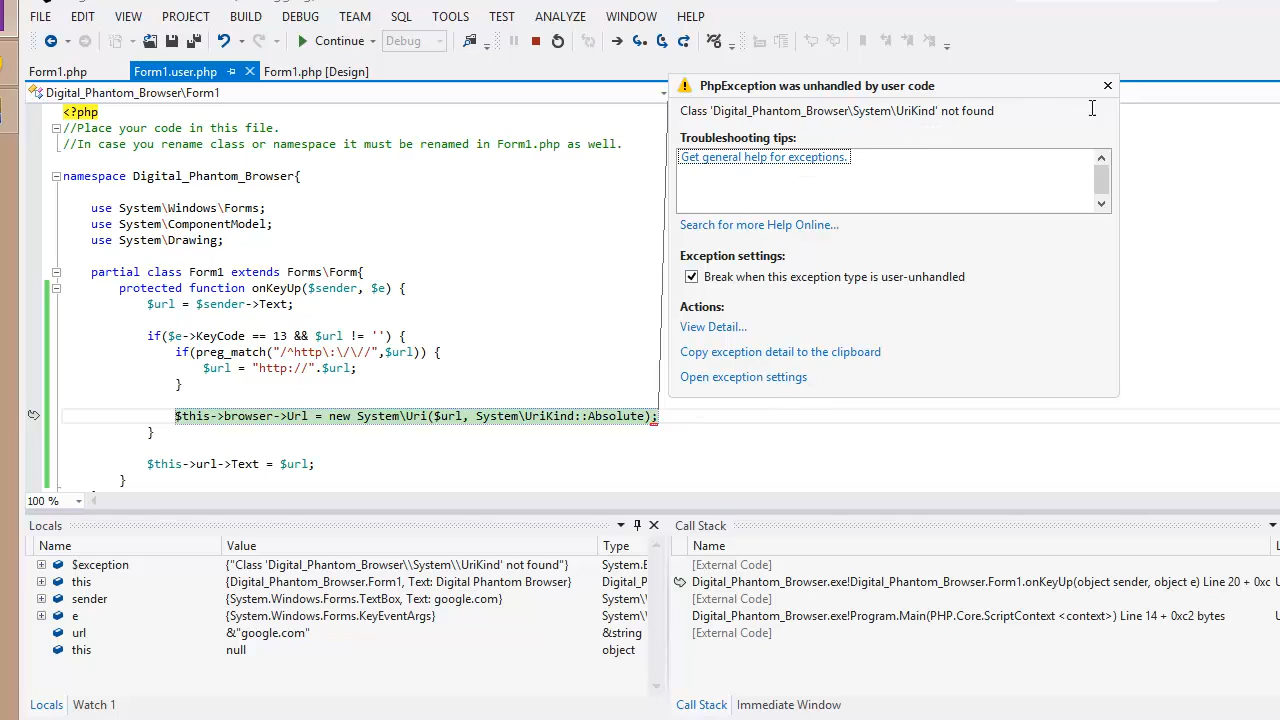 FILE EDIT VIEW PROJECT BUILD DEBUG TEAM SQL TOOLS TEST ANALYZE WINDOW HELP
Continue Debug
Form1.php Form1.user.php Form1.php [Design]
Digital_Phantom_Browser\Form1
<?php
//Place your code in this file.
//In case you rename class or namespace it must be renamed in Form1.php as well.
namespace Digital_Phantom_Browser{
use System\Windows\Forms;
use System\ComponentModel;
use System\Drawing;
partial class Form1 extends Forms\Form{
protected function onKeyUp($sender, $e) {
$url = $sender->Text;
if($e->KeyCode == 13 && $url != '') {
if(preg_match("/^http\:\/\//",$url)) {
$url = "http://".$url;
}
$this->browser->Url = new System\Uri($url, System\UriKind::Absolute);
}
$this->url->Text = $url;
}
100 %
PhpException was unhandled by user code
Class 'Digital_Phantom_Browser\System\UriKind' not found
Troubleshooting tips:
Get general help for exceptions.
Search for more Help Online...
Exception settings:
Break when this exception type is user-unhandled
Actions:
View Detail...
Copy exception detail to the clipboard
Open exception settings
Locals
Name Value Type
$exception {"Class 'Digital_Phantom_Browser\\System\\UriKind' not found"} System.E
this {Digital_Phantom_Browser.Form1, Text: Digital Phantom Browser} Digital_P
sender {System.Windows.Forms.TextBox, Text: google.com} System.\
e {System.Windows.Forms.KeyEventArgs} System.\
url &"google.com" &string
this null object
Locals Watch 1
Call Stack
Name L
[External Code]
Digital_Phantom_Browser.exe!Digital_Phantom_Browser.Form1.onKeyUp(object sender, object e) Line 20 + 0xc U
[External Code]
Digital_Phantom_Browser.exe!Program.Main(PHP.Core.ScriptContext <context>) Line 14 + 0xc2 bytes U
[External Code]
Call Stack Immediate Window